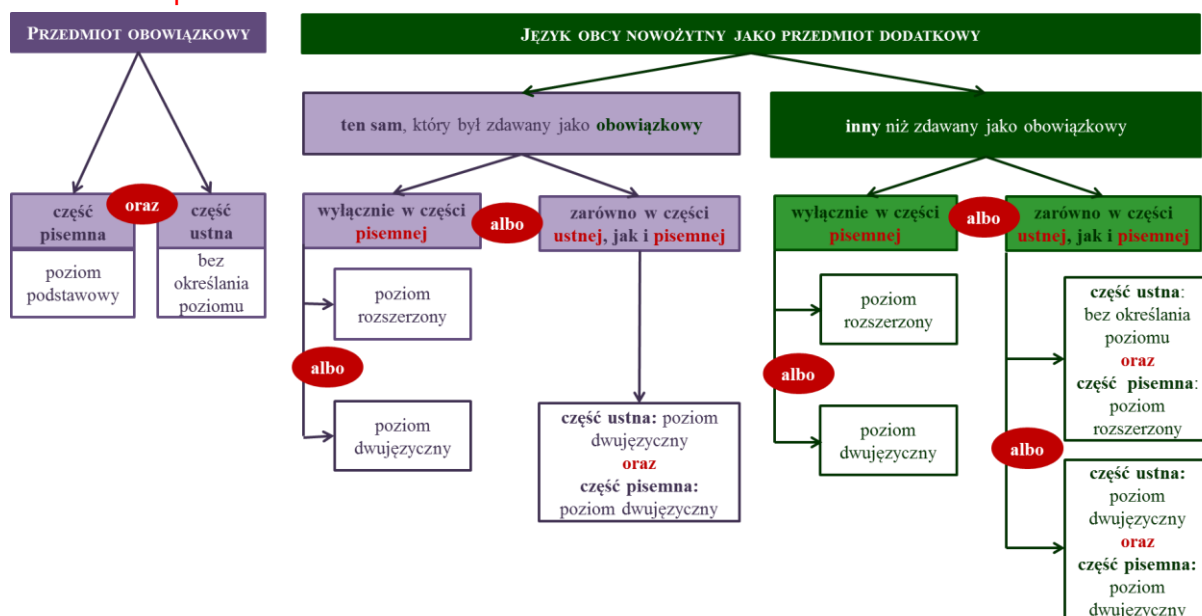 PRZEDMIOT OBOWIĄZKOWY
JĘZYK OBCY NOWOŻYTNY JAKO PRZEDMIOT DODATKOWY
ten sam, który był zdawany jako obowiązkowy
inny niż zdawany jako obowiązkowy
część
pisemna
oraz
część
ustna
poziom
podstawowy
bez
określania
poziomu
wyłącznie w części
pisemnej
albo
zarówno w części
ustnej, jak i pisemnej
poziom
rozszerzony
albo
poziom
dwujęzyczny
część ustna: poziom
dwujęzyczny
oraz
część pisemna:
poziom dwujęzyczny
wyłącznie w części
pisemnej
albo
zarówno w części
ustnej, jak i pisemnej
poziom
rozszerzony
albo
poziom
dwujęzyczny
część ustna:
bez określania
poziomu
oraz
część pisemna:
poziom
rozszerzony
albo
część ustna:
poziom
dwujęzyczny
oraz
część pisemna:
poziom
dwujęzyczny